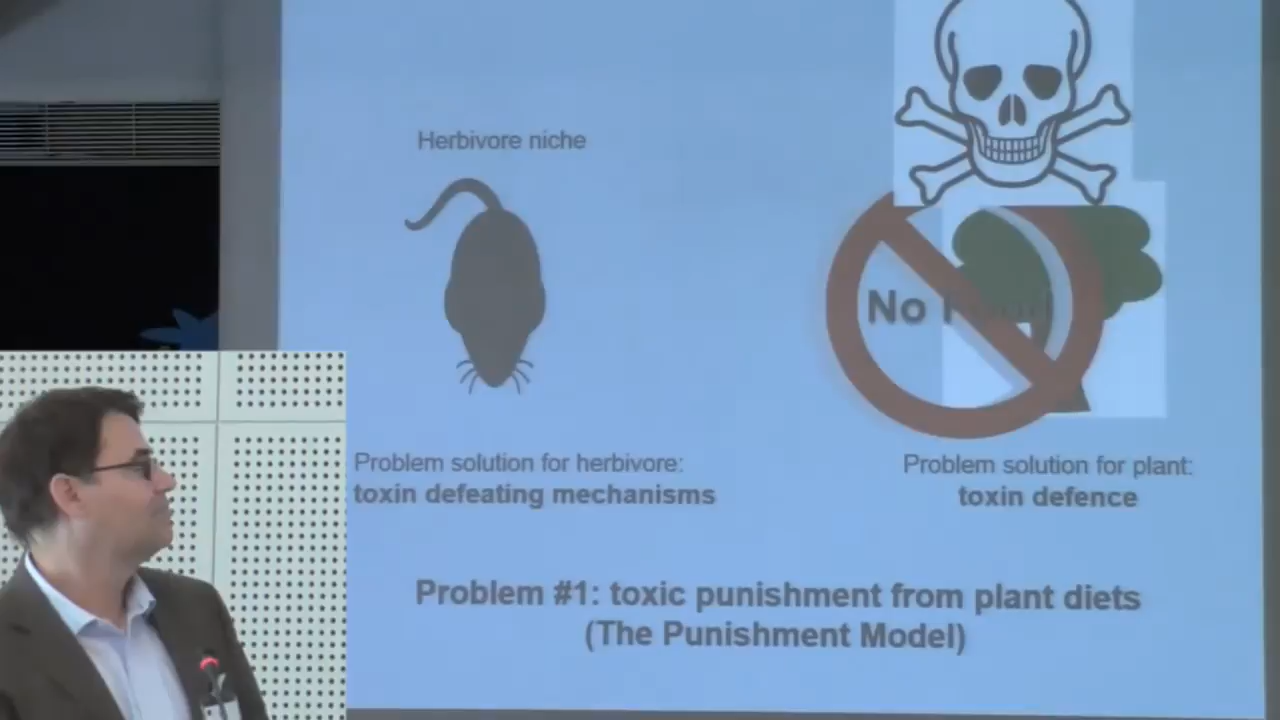 Herbivore niche
No
Problem solution for herbivore:
toxin defeating mechanisms
Problem solution for plant:
toxin defence
Problem #1: toxic punishment from plant diets
(The Punishment Model)